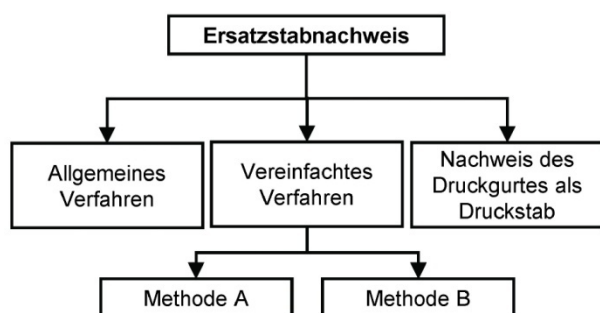 Ersatzstabnachweis
Allgemeines
Verfahren
Vereinfachtes
Verfahren
Nachweis des
Druckgurtes als
Druckstab
Methode A
Methode B